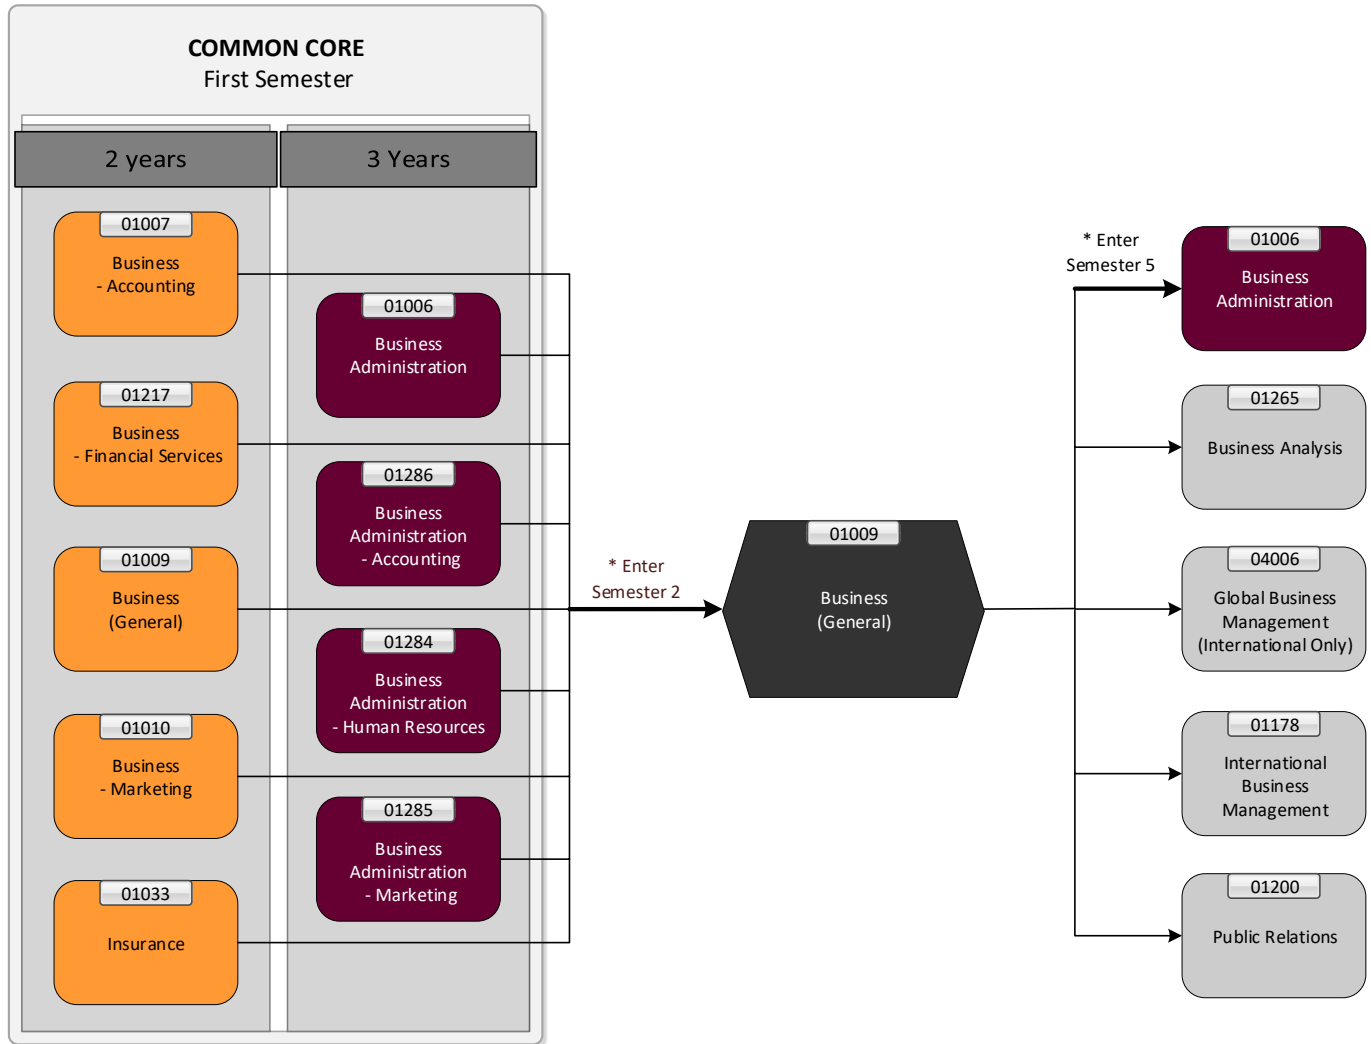 COMMON CORE
First Semester
2 years
3 Years
01007
Business
- Accounting
01217
Business
- Financial Services
01009
Business
(General)
01010
Business
- Marketing
01033
Insurance
01006
Business
Administration
01286
Business
Administration
- Accounting
01284
Business
Administration
- Human Resources
01285
Business
Administration
- Marketing
* Enter
Semester 2
01009
Business
(General)
* Enter
Semester 5
01006
Business
Administration
01265
Business Analysis
04006
Global Business
Management
(International Only)
01178
International
Business
Management
01200
Public Relations